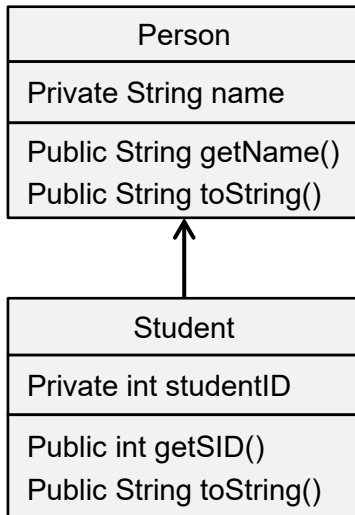 Person
Private String name
Public String getName()
Public String toString()
Student
Private int studentID
Public int getSID()
Public String toString()